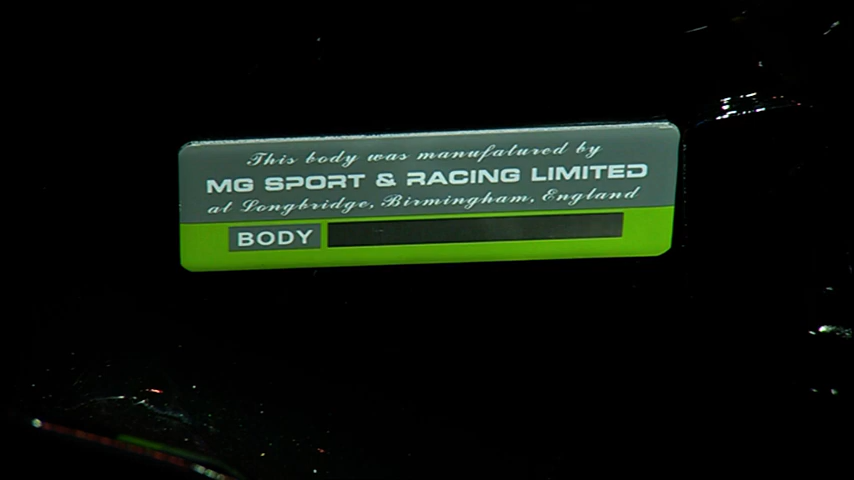 This body was manufatured by
MG SPORT & RACING LIMITED
at Longbridge, Birmingham, England
BODY